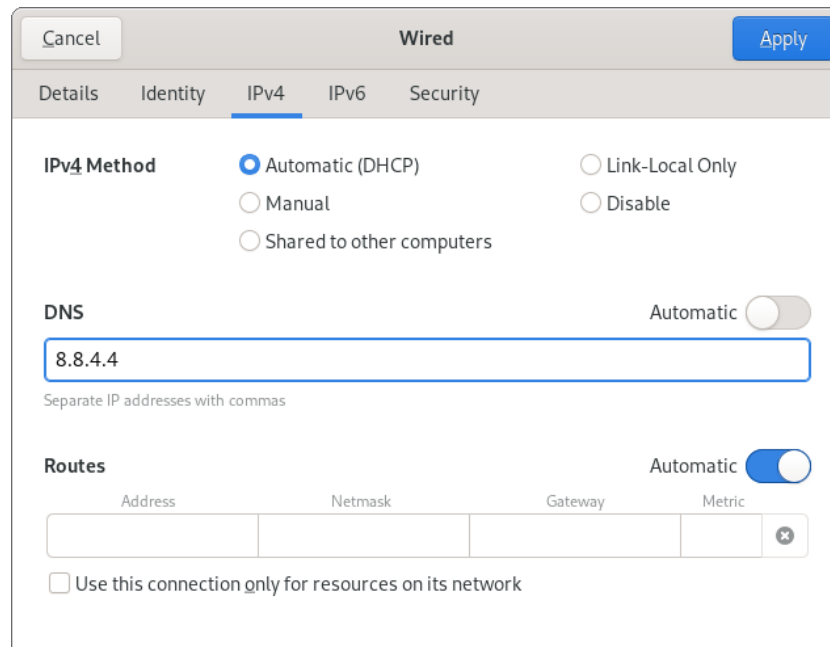 Cancel Wired Apply
Details Identity IPv4 IPv6 Security
IPv4 Method Automatic (DHCP) Link-Local Only
Manual Disable
Shared to other computers
DNS Automatic
8.8.4.4
Separate IP addresses with commas
Routes Automatic
Address Netmask Gateway Metric
Use this connection only for resources on its network